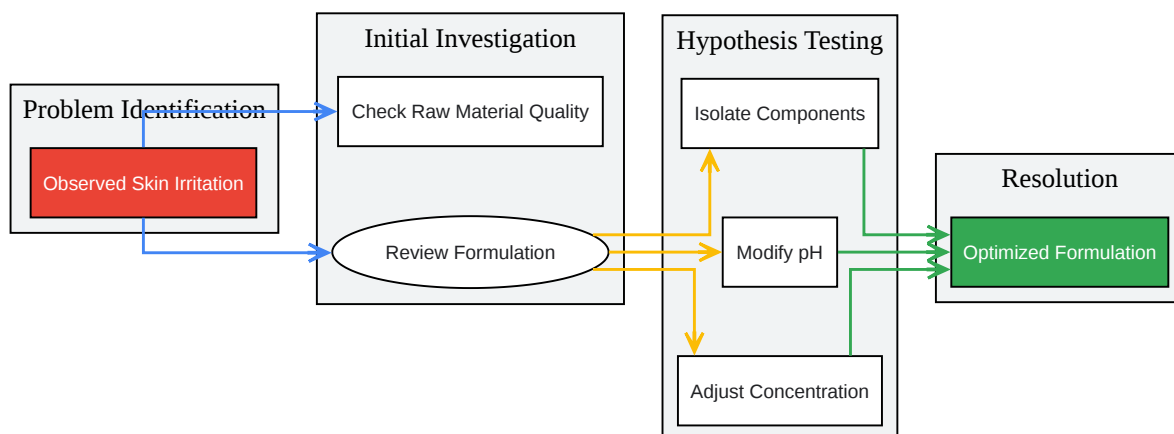 Problem Identification
Observed Skin Irritation
Initial Investigation
Check Raw Material Quality
Review Formulation
Hypothesis Testing
Isolate Components
Modify pH
Adjust Concentration
Resolution
Optimized Formulation